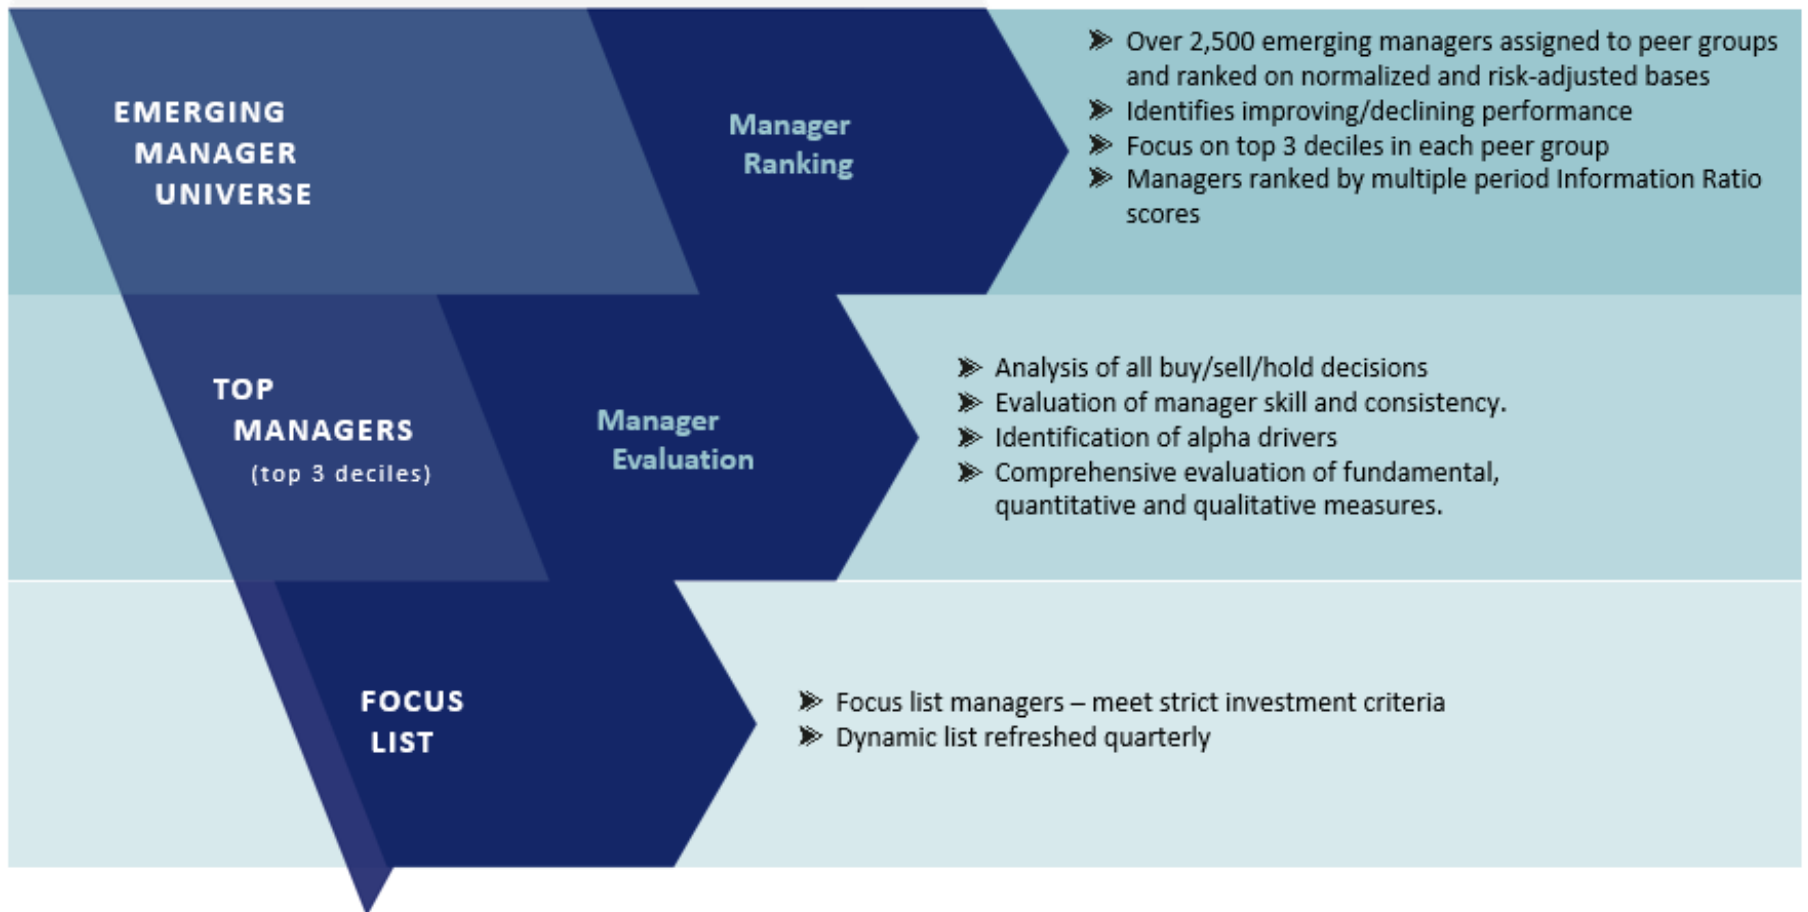 EMERGING
MANAGER
UNIVERSE
Manager
Ranking
Over 2,500 emerging managers assigned to peer groups
and ranked on normalized and risk-adjusted bases
Identifies improving/declining performance
Focus on top 3 deciles in each peer group
Managers ranked by multiple period Information Ratio
scores
TOP
MANAGERS
(top 3 deciles)
Manager
Evaluation
Analysis of all buy/sell/hold decisions
Evaluation of manager skill and consistency.
Identification of alpha drivers
Comprehensive evaluation of fundamental,
quantitative and qualitative measures.
FOCUS
LIST
Focus list managers – meet strict investment criteria
Dynamic list refreshed quarterly